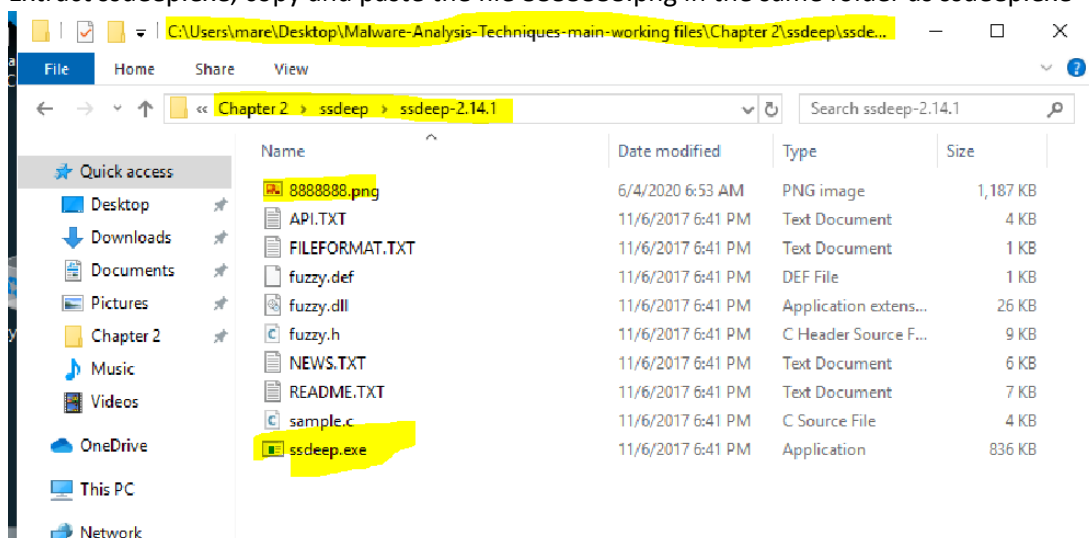 C:\Users\mare\Desktop\Malware-Analysis-Techniques-main-working files\Chapter 2\ssdeep\ssde...
File Home Share View
« Chapter 2 › ssdeep › ssdeep-2.14.1 Search ssdeep-2.14.1
Name Date modified Type Size
Quick access
8888888.png 6/4/2020 6:53 AM PNG image 1,187 KB
Desktop
API.TXT 11/6/2017 6:41 PM Text Document 4 KB
Downloads
FILEFORMAT.TXT 11/6/2017 6:41 PM Text Document 1 KB
Documents
fuzzy.def 11/6/2017 6:41 PM DEF File 1 KB
Pictures
fuzzy.dll 11/6/2017 6:41 PM Application extens... 26 KB
Chapter 2
fuzzy.h 11/6/2017 6:41 PM C Header Source F... 9 KB
Music
NEWS.TXT 11/6/2017 6:41 PM Text Document 6 KB
Videos
README.TXT 11/6/2017 6:41 PM Text Document 7 KB
sample.c 11/6/2017 6:41 PM C Source File 4 KB
OneDrive
ssdeep.exe 11/6/2017 6:41 PM Application 836 KB
This PC
Network